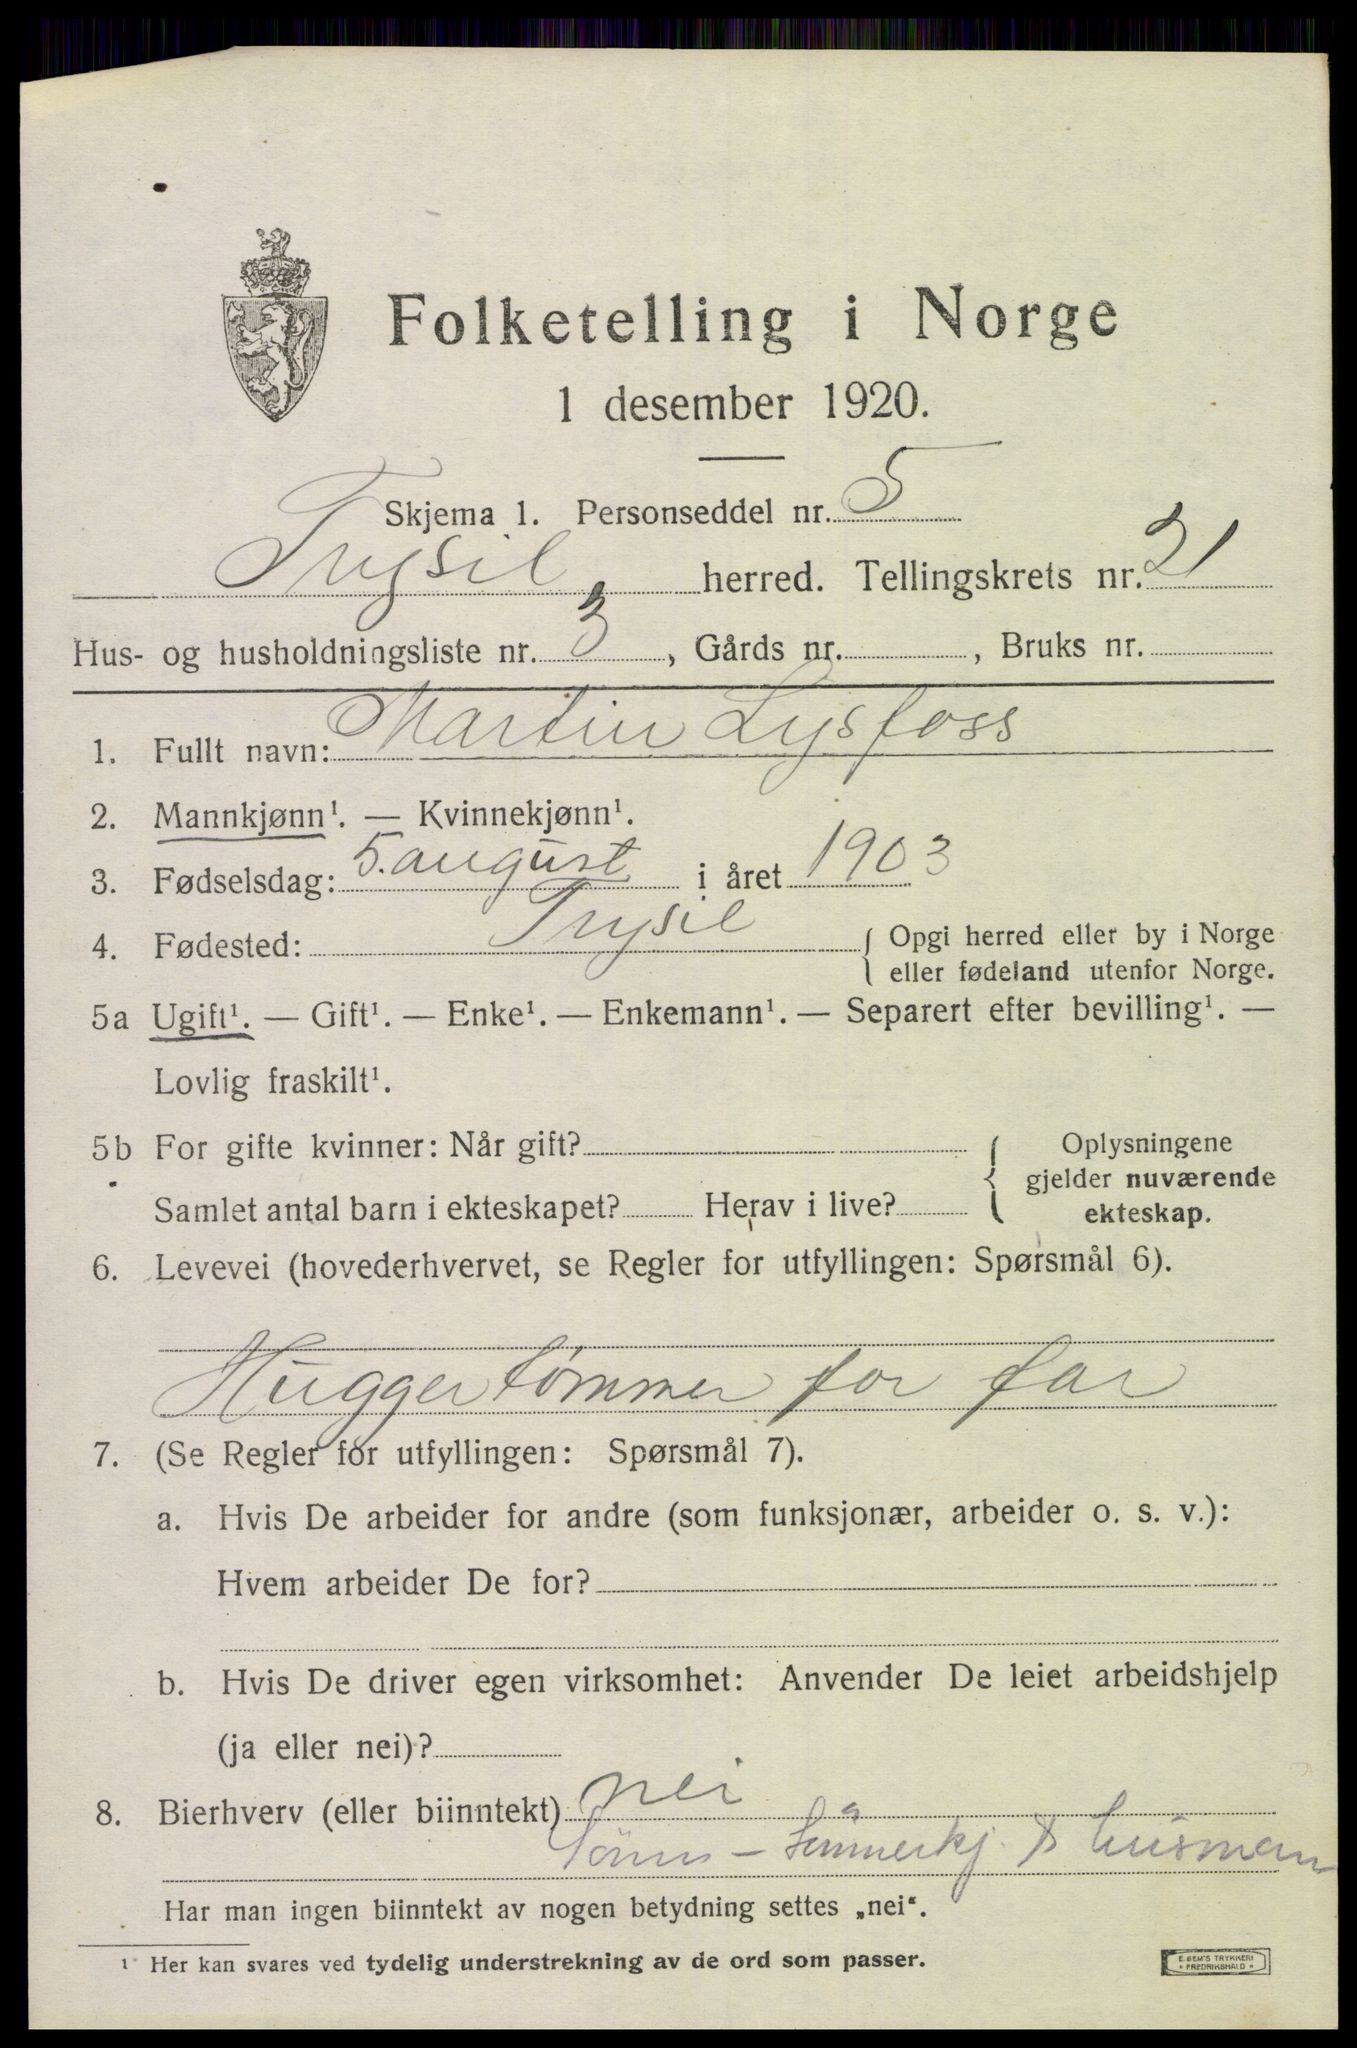 Folketelling i Norge
1 desember 1920.
Skjema 1. Personseddel nr. 5
Trysil herred. Tellingskrets nr. 21
Hus- og husholdningsliste nr. 3, Gårds nr. , Bruks nr.
1. Fullt navn: Martin Lysfoss
2. Mannkjønn¹. — Kvinnekjønn¹.
3. Fødselsdag: 5. august i året 1903
4. Fødested: Trysil { Opgi herred eller by i Norge
eller fødeland utenfor Norge.
5a Ugift¹. — Gift¹. — Enke¹. — Enkemann¹. — Separert efter bevilling¹. —
Lovlig fraskilt¹.
5b For gifte kvinner: Når gift?
Samlet antal barn i ekteskapet? Herav i live?
{ Oplysningene
gjelder nuværende
ekteskap.
6. Levevei (hovederhvervet, se Regler for utfyllingen: Spørsmål 6).
Hugger tømmer for far
7. (Se Regler for utfyllingen: Spørsmål 7).
a. Hvis De arbeider for andre (som funksjonær, arbeider o. s. v.):
Hvem arbeider De for?
b. Hvis De driver egen virksomhet: Anvender De leiet arbeidshjelp
(ja eller nei)?
8. Bierhverv (eller biinntekt) nei
husmann
Har man ingen biinntekt av nogen betydning settes „nei“.
¹ Her kan svares ved tydelig understrekning av de ord som passer.
E. SEM'S TRYKKERI
FREDRIKSHALD